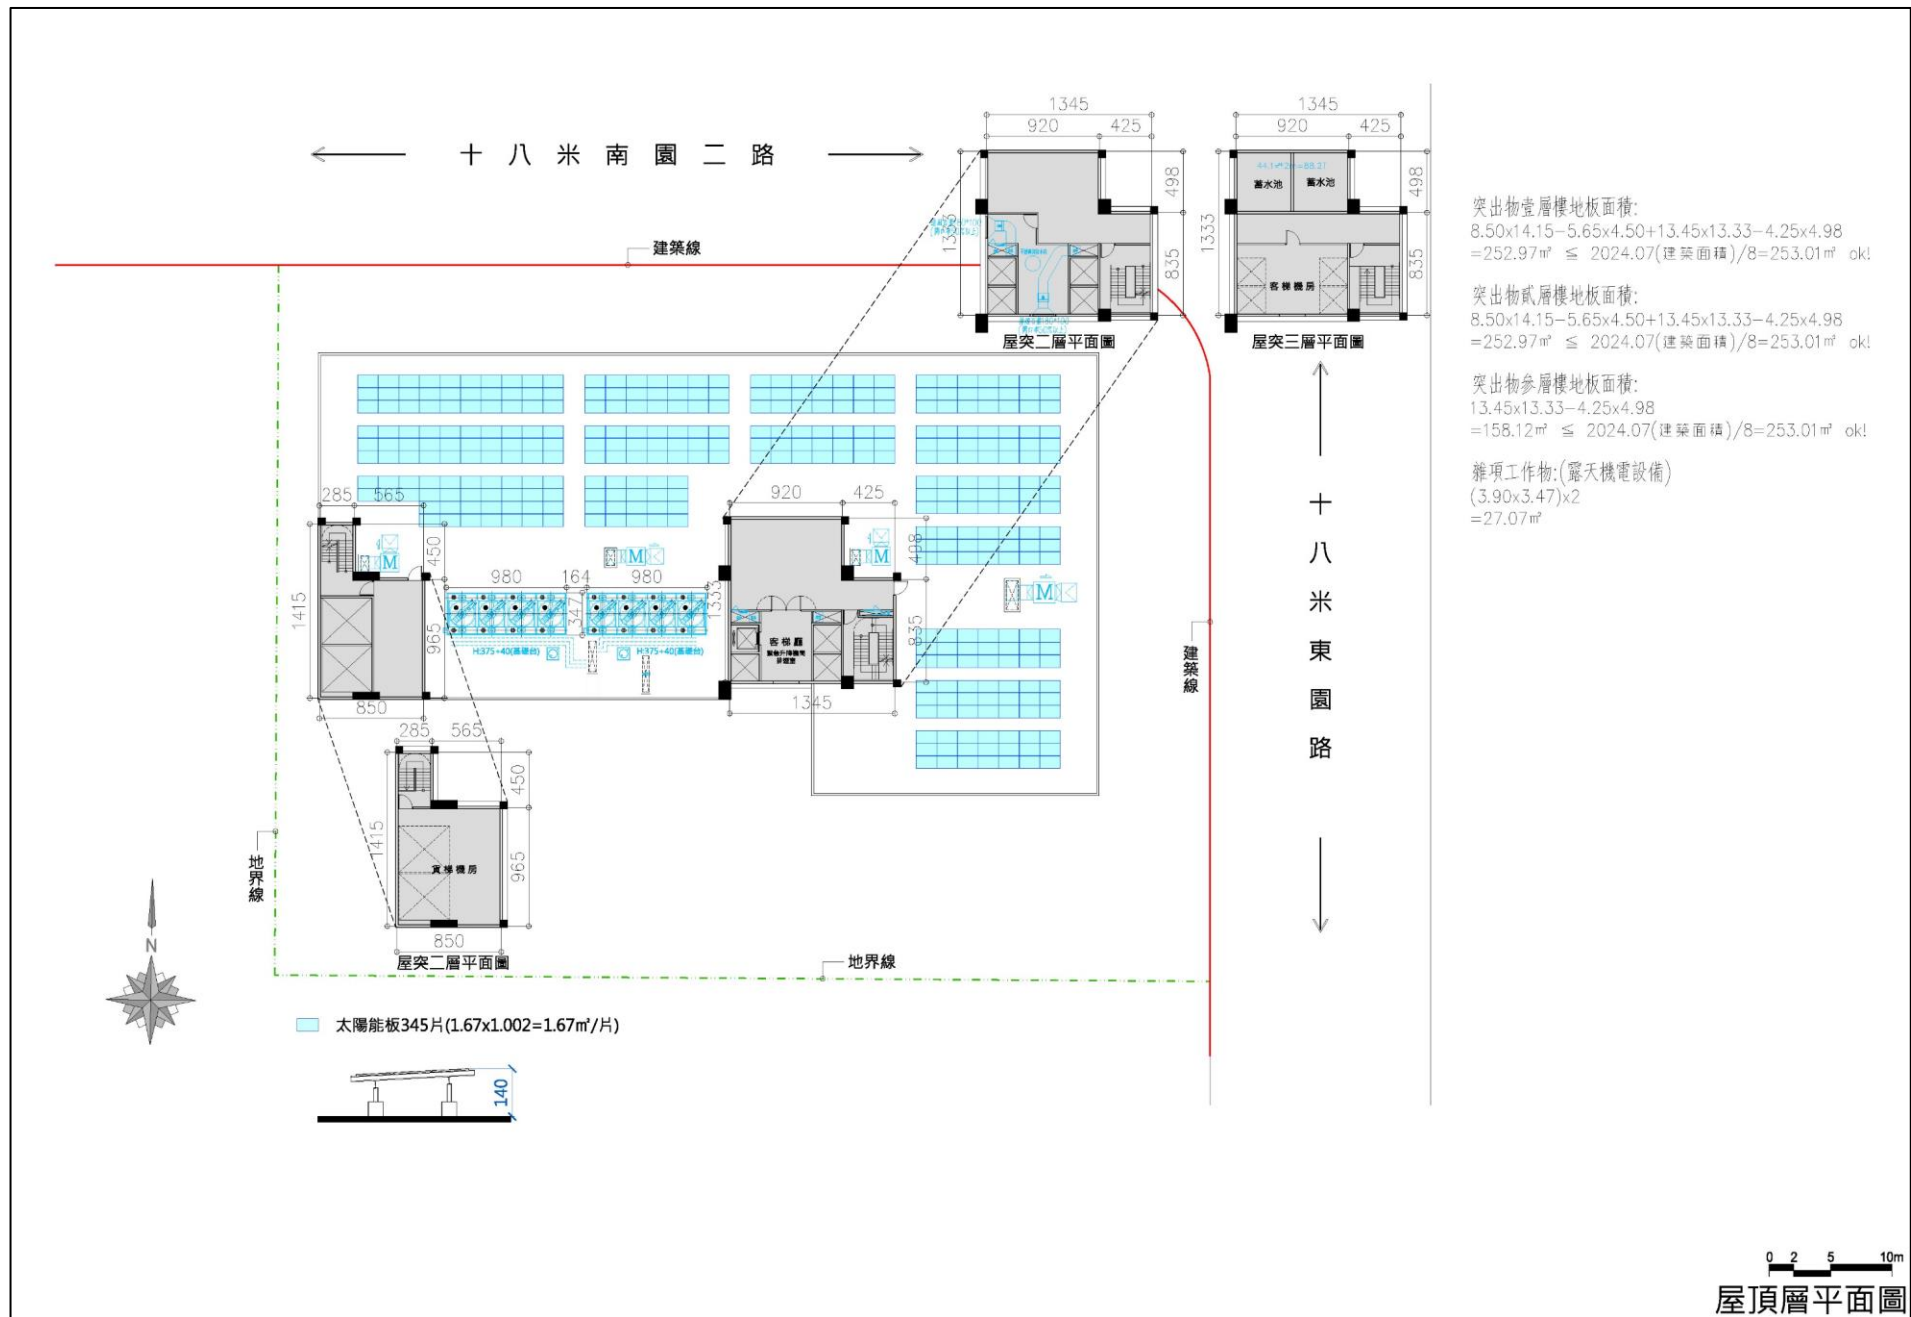 1345
920 425
498
1333
835
屋突二層平面圖
1345
920 425
498
1333
835
蓄水池
蓄水池
客梯機房
屋突三層平面圖
十八米南園二路
建築線
突出物壹層樓地板面積:
8.50x14.15-5.65x4.50+13.45x13.33-4.25x4.98
=252.97㎡ ≦ 2024.07(建築面積)/8=253.01㎡ ok!
突出物貳層樓地板面積:
8.50x14.15-5.65x4.50+13.45x13.33-4.25x4.98
=252.97㎡ ≦ 2024.07(建築面積)/8=253.01㎡ ok!
突出物參層樓地板面積:
13.45x13.33-4.25x4.98
=158.12㎡ ≦ 2024.07(建築面積)/8=253.01㎡ ok!
雜項工作物:(露天機電設備)
(3.90x3.47)x2
=27.07㎡
285 565
450
1415
965
850
M
980 164 980
347
H:375+40(基礎台)
H:375+40(基礎台)
M
920 425
498
1333
835
1345
客梯廳
M
M
建築線
十八米東園路
285 565
450
1415
965
貨梯機房
850
屋突二層平面圖
地界線
地界線
N
太陽能板345片(1.67x1.002=1.67㎡/片)
140
0 2 5 10m
屋頂層平面圖